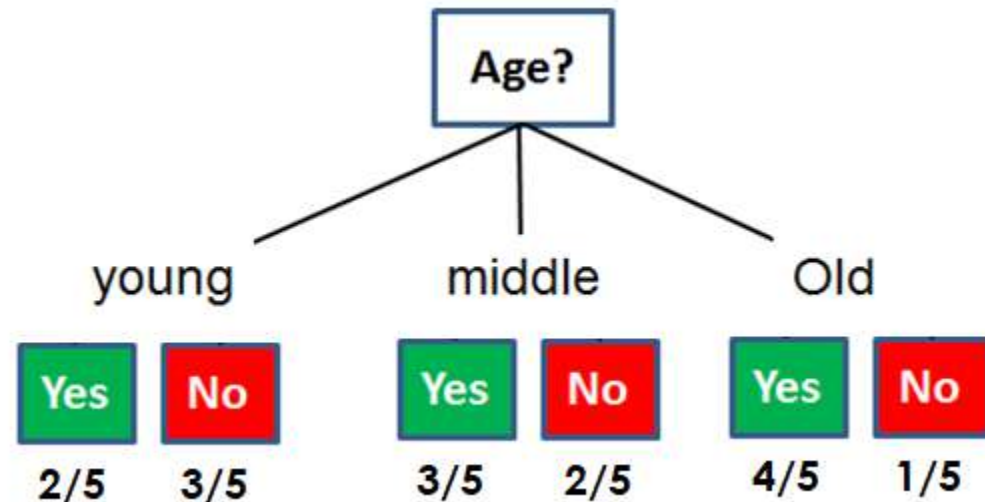 Age?
young middle Old
Yes No Yes No Yes No
2/5 3/5 3/5 2/5 4/5 1/5